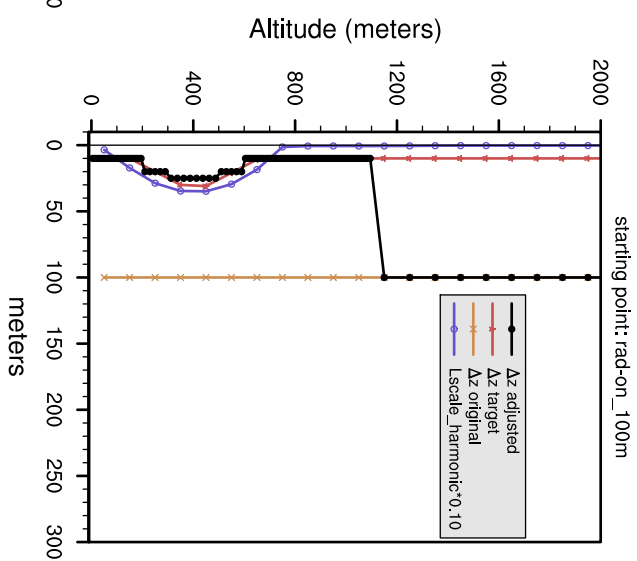 starting point: rad-on_100m
Altitude (meters)
2000
1600
1200
800
400
0
0
50
100
150
200
250
300
meters
Δz adjusted
Δz target
Δz original
Lscale_harmonic*0.10
0